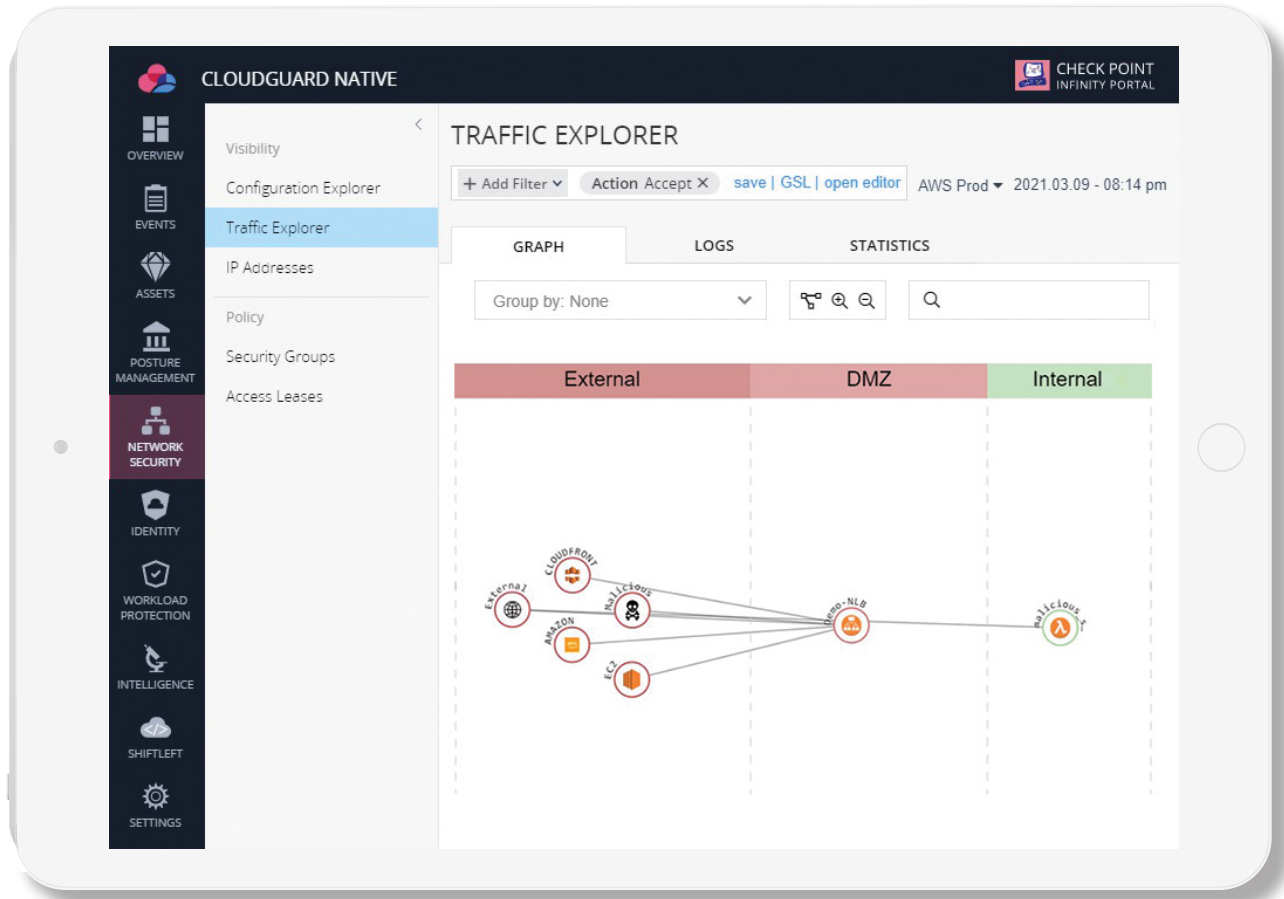 CLOUDGUARD NATIVE
CHECK POINT
INFINITY PORTAL
OVERVIEW
EVENTS
ASSETS
POSTURE
MANAGEMENT
NETWORK
SECURITY
IDENTITY
WORKLOAD
PROTECTION
INTELLIGENCE
SHIFTLEFT
SETTINGS
Visibility
Configuration Explorer
Traffic Explorer
IP Addresses
Policy
Security Groups
Access Leases
TRAFFIC EXPLORER
+ Add Filter Action Accept X save | GSL | open editor AWS Prod 2021.03.09 - 08:14 pm
GRAPH LOGS STATISTICS
Group by: None
External DMZ Internal
CLOUDFRONT
External
Malicious
AMAZON
EC2
Demo-NLB
malicious_s